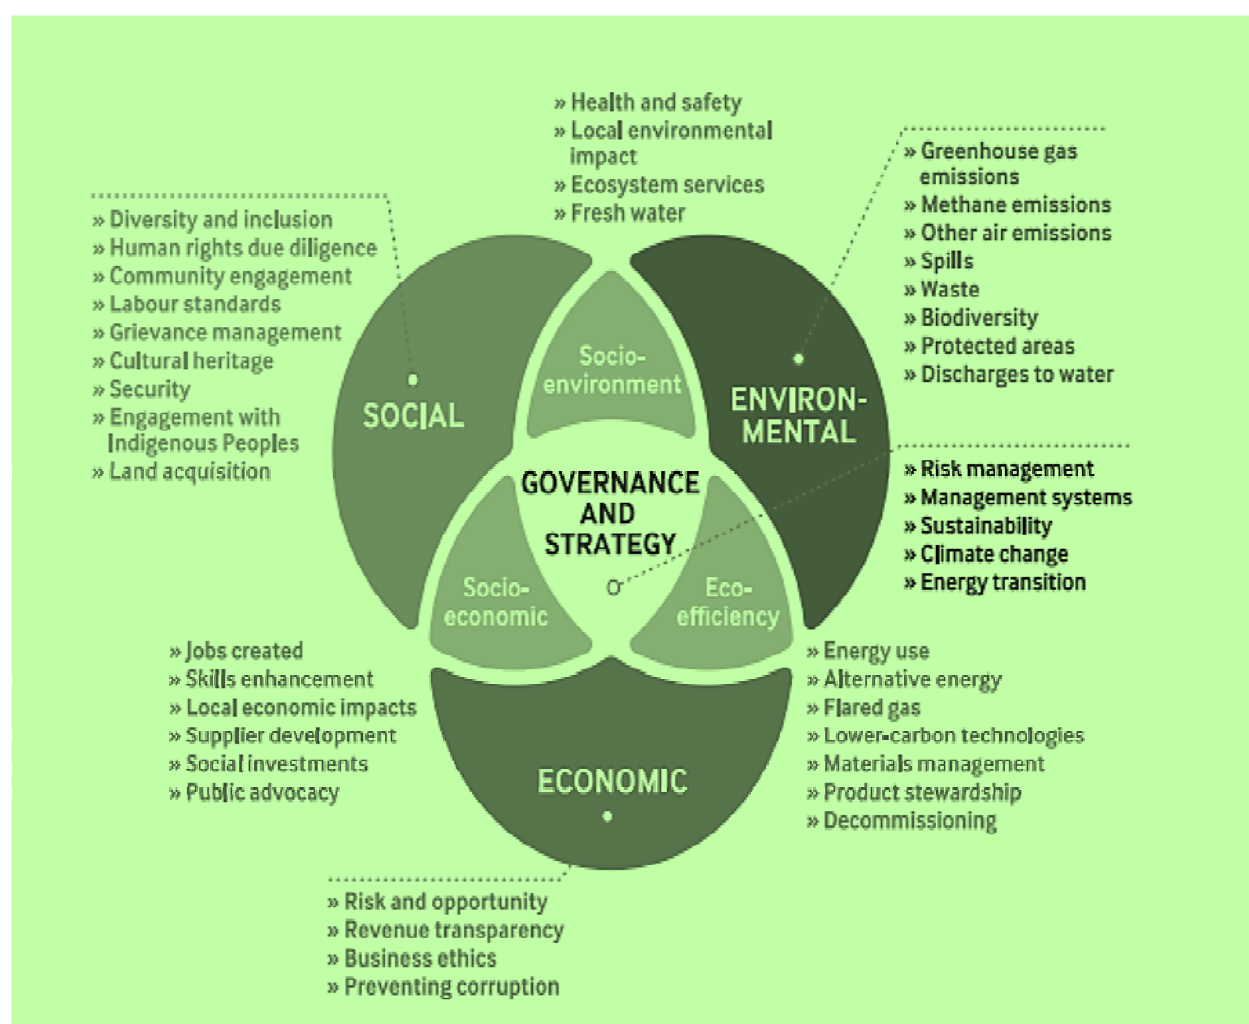 » Health and safety
» Local environmental
impact
» Ecosystem services
» Fresh water
» Greenhouse gas
emissions
» Methane emissions
» Other air emissions
» Spills
» Waste
» Biodiversity
» Protected areas
» Discharges to water
» Diversity and inclusion
» Human rights due diligence
» Community engagement
» Labour standards
» Grievance management
» Cultural heritage
» Security
» Engagement with
Indigenous Peoples
» Land acquisition
Socio-
environment
SOCIAL
ENVIRON-
MENTAL
GOVERNANCE
AND
STRATEGY
» Risk management
» Management systems
» Sustainability
» Climate change
» Energy transition
Socio-
economic
Eco-
efficiency
» Jobs created
» Skills enhancement
» Local economic impacts
» Supplier development
» Social investments
» Public advocacy
» Energy use
» Alternative energy
» Flared gas
» Lower-carbon technologies
» Materials management
» Product stewardship
» Decommissioning
ECONOMIC
» Risk and opportunity
» Revenue transparency
» Business ethics
» Preventing corruption